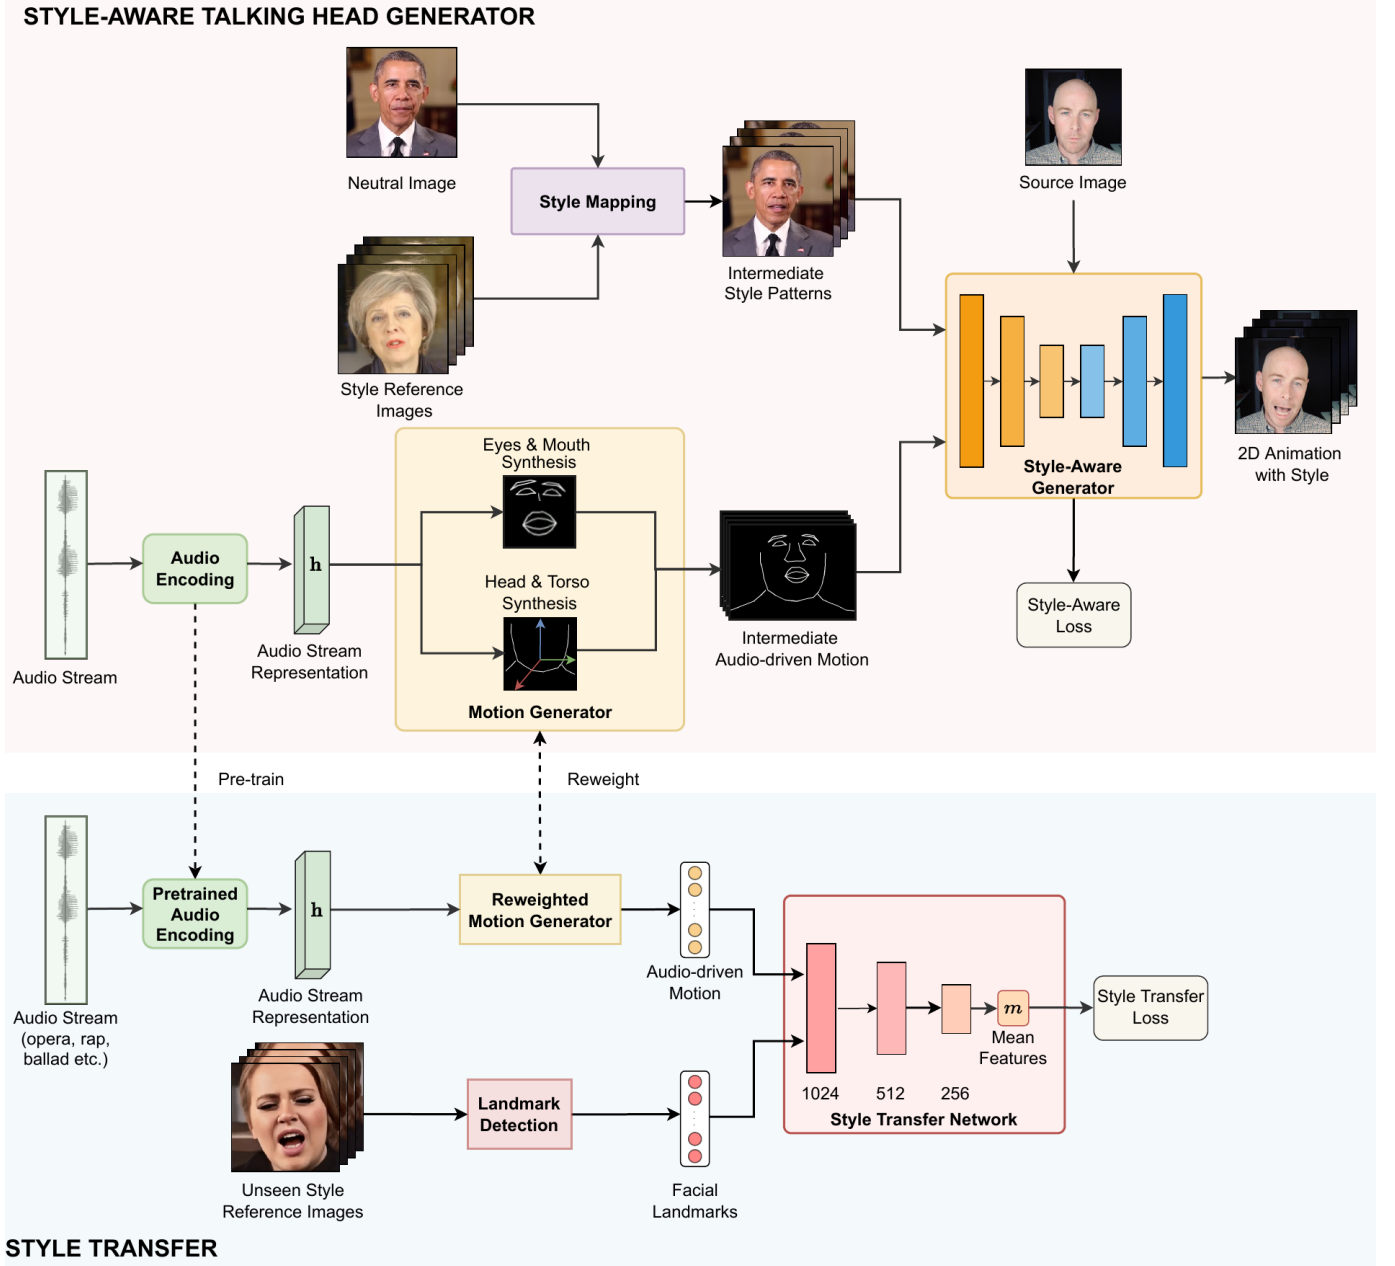 STYLE-AWARE TALKING HEAD GENERATOR
Neutral Image
Style Mapping
Style Reference
Images
Intermediate
Style Patterns
Source Image
Style-Aware
Generator
2D Animation
with Style
Style-Aware
Loss
Audio Stream
Audio
Encoding
h
Audio Stream
Representation
Eyes & Mouth
Synthesis
Head & Torso
Synthesis
Motion Generator
Intermediate
Audio-driven Motion
Pre-train
Reweight
Audio Stream
(opera, rap,
ballad etc.)
Pretrained
Audio
Encoding
h
Audio Stream
Representation
Reweighted
Motion Generator
Audio-driven
Motion
Unseen Style
Reference Images
Landmark
Detection
Facial
Landmarks
1024
512
256
m
Mean
Features
Style Transfer Network
Style Transfer
Loss
STYLE TRANSFER